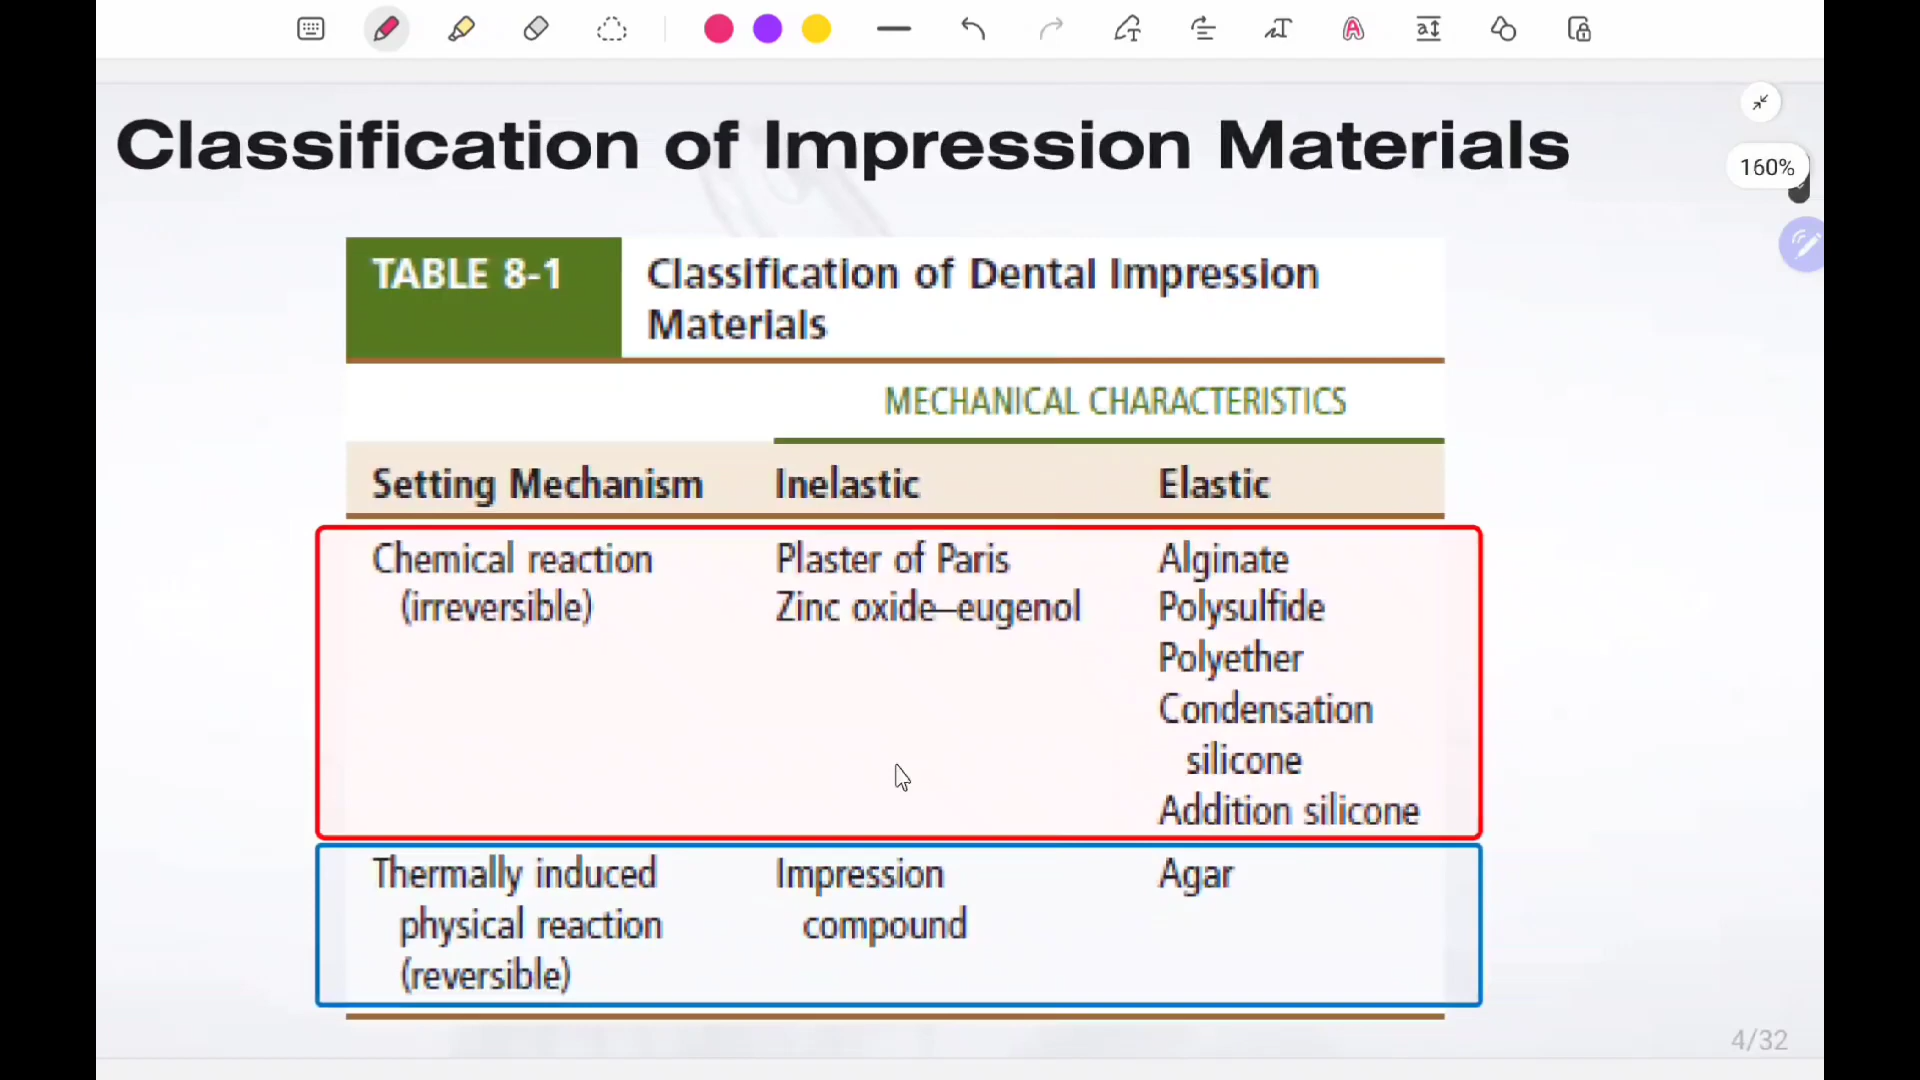 160%
Classification of Impression Materials
TABLE 8-1 Classification of Dental Impression
Materials
MECHANICAL CHARACTERISTICS
Setting Mechanism Inelastic Elastic
Chemical reaction Plaster of Paris Alginate
(irreversible) Zinc oxide–eugenol Polysulfide
Polyether
Condensation
silicone
Addition silicone
Thermally induced Impression Agar
physical reaction compound
(reversible)
4/32